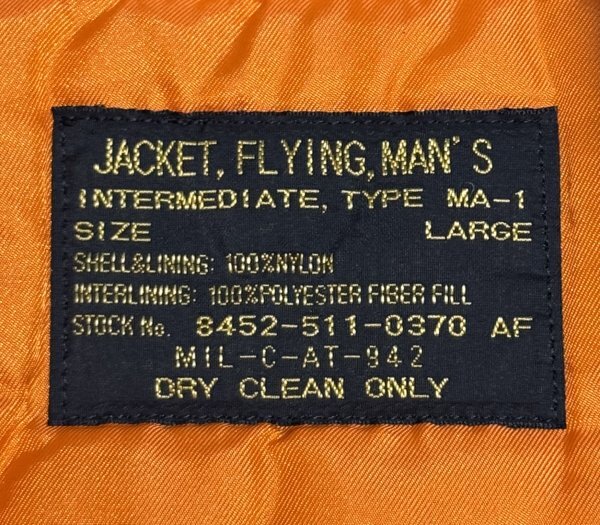 JACKET, FLYING, MAN'S
INTERMEDIATE, TYPE MA-1
SIZE LARGE
SHELL&LINING: 100%NYLON
INTERLINING: 100%POLYESTER FIBER FILL
STOCK No. 8452-511-0370 AF
MIL-C-AT-942
DRY CLEAN ONLY